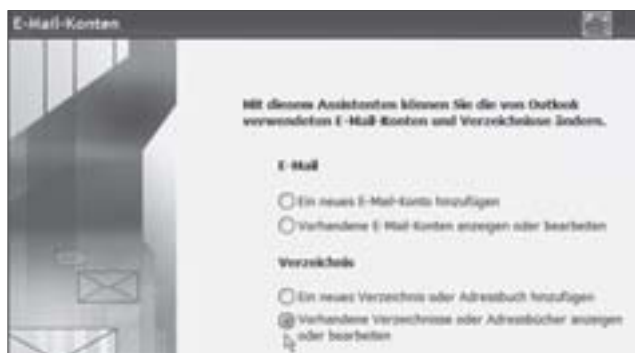 E-Mail-Konten
Mit diesem Assistenten können Sie die von Outlook
verwendeten E-Mail-Konten und Verzeichnisse ändern.
E-Mail
Ein neues E-Mail-Konto hinzufügen
Vorhandene E-Mail-Konten anzeigen oder bearbeiten
Verzeichnis
Ein neues Verzeichnis oder Adressbuch hinzufügen
Vorhandene Verzeichnisse oder Adressbücher anzeigen
oder bearbeiten